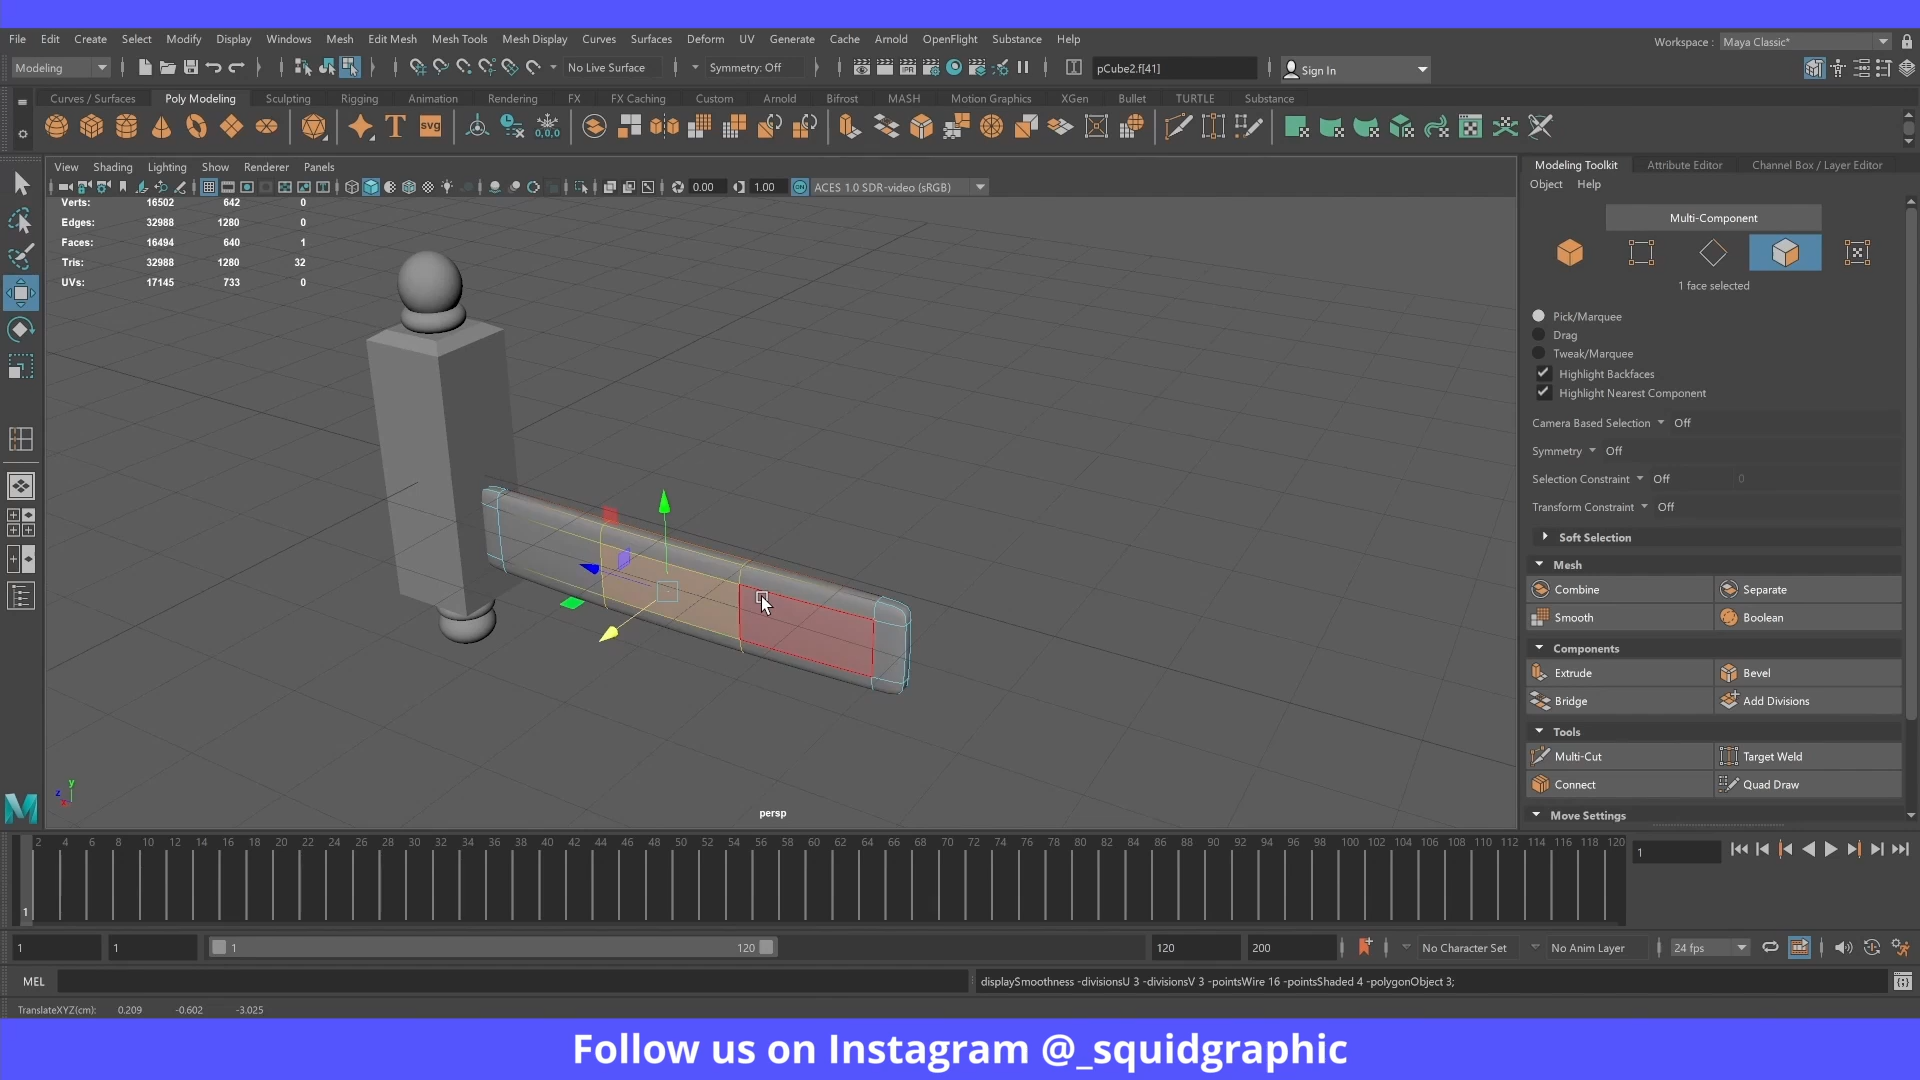 File Edit Create Select Modify Display Windows Mesh Edit Mesh Mesh Tools Mesh Display Curves Surfaces Deform UV Generate Cache Arnold OpenFlight Substance Help
Workspace : Maya Classic*
Modeling No Live Surface Symmetry: Off pCube2.f[41] Sign In
Curves / Surfaces Poly Modeling Sculpting Rigging Animation Rendering FX FX Caching Custom Arnold Bifrost MASH Motion Graphics XGen Bullet TURTLE Substance
svg
0,0,0
View Shading Lighting Show Renderer Panels
0.00 1.00 ON ACES 1.0 SDR-video (sRGB)
Verts: 16502 642 0
Edges: 32988 1280 0
Faces: 16494 640 1
Tris: 32988 1280 32
UVs: 17145 733 0
y
z
x
persp
Modeling Toolkit Attribute Editor Channel Box / Layer Editor
Object Help
Multi-Component
1 face selected
Pick/Marquee
Drag
Tweak/Marquee
Highlight Backfaces
Highlight Nearest Component
Camera Based Selection Off
Symmetry Off
Selection Constraint Off 0
Transform Constraint Off
Soft Selection
Mesh
Combine Separate
Smooth Boolean
Components
Extrude Bevel
Bridge Add Divisions
Tools
Multi-Cut Target Weld
Connect Quad Draw
Move Settings
2 4 6 8 10 12 14 16 18 20 22 24 26 28 30 32 34 36 38 40 42 44 46 48 50 52 54 56 58 60 62 64 66 68 70 72 74 76 78 80 82 84 86 88 90 92 94 96 98 100 102 104 106 108 110 112 114 116 118 120
1
1
1 1 1 120 120 200 No Character Set No Anim Layer 24 fps
MEL displaySmoothness -divisionsU 3 -divisionsV 3 -pointsWire 16 -pointsShaded 4 -polygonObject 3;
TranslateXYZ(cm): 0.209 -0.602 -3.025
Follow us on Instagram @_squidgraphic